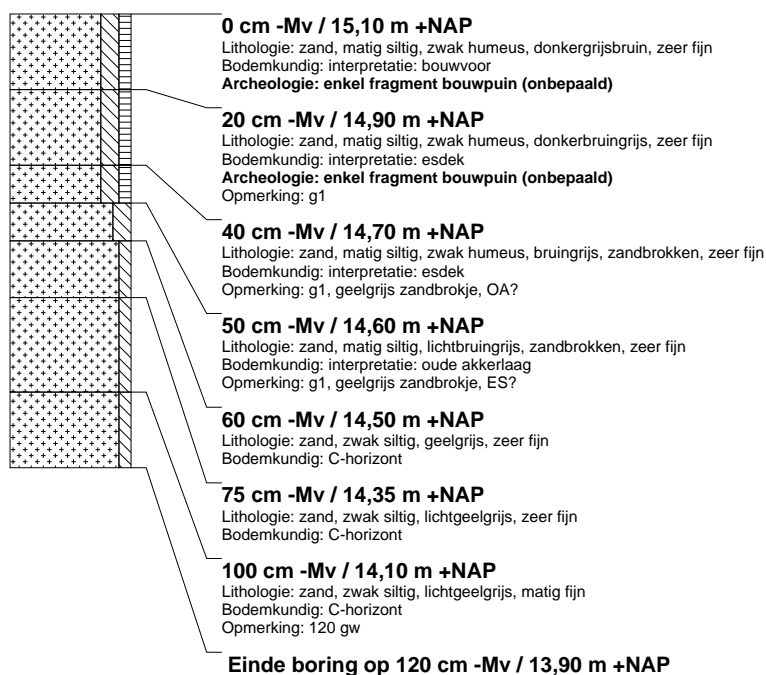 0 cm -Mv / 15,10 m +NAP
Lithologie: zand, matig siltig, zwak humeus, donkergrijsbruin, zeer fijn
Bodemkundig: interpretatie: bouwvoor
Archeologie: enkel fragment bouwpuin (onbepaald)
20 cm -Mv / 14,90 m +NAP
Lithologie: zand, matig siltig, zwak humeus, donkerbruingrijs, zeer fijn
Bodemkundig: interpretatie: esdek
Archeologie: enkel fragment bouwpuin (onbepaald)
Opmerking: g1
40 cm -Mv / 14,70 m +NAP
Lithologie: zand, matig siltig, zwak humeus, bruingrijs, zandbrokken, zeer fijn
Bodemkundig: interpretatie: esdek
Opmerking: g1, geelgrijs zandbrokje, OA?
50 cm -Mv / 14,60 m +NAP
Lithologie: zand, matig siltig, lichtbruingrijs, zandbrokken, zeer fijn
Bodemkundig: interpretatie: oude akkerlaag
Opmerking: g1, geelgrijs zandbrokje, ES?
60 cm -Mv / 14,50 m +NAP
Lithologie: zand, zwak siltig, geelgrijs, zeer fijn
Bodemkundig: C-horizont
75 cm -Mv / 14,35 m +NAP
Lithologie: zand, zwak siltig, lichtgeelgrijs, zeer fijn
Bodemkundig: C-horizont
100 cm -Mv / 14,10 m +NAP
Lithologie: zand, zwak siltig, lichtgeelgrijs, matig fijn
Bodemkundig: C-horizont
Opmerking: 120 gw
Einde boring op 120 cm -Mv / 13,90 m +NAP